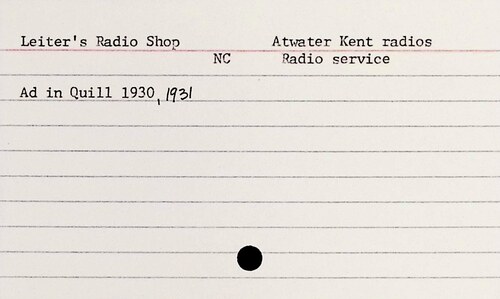 Leiter's Radio Shop Atwater Kent radios
NC Radio service
Ad in Quill 1930, 1931